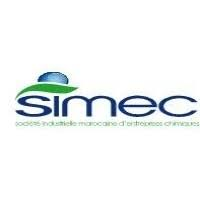 simec
société industrielle marocaine d'entreprises chimiques